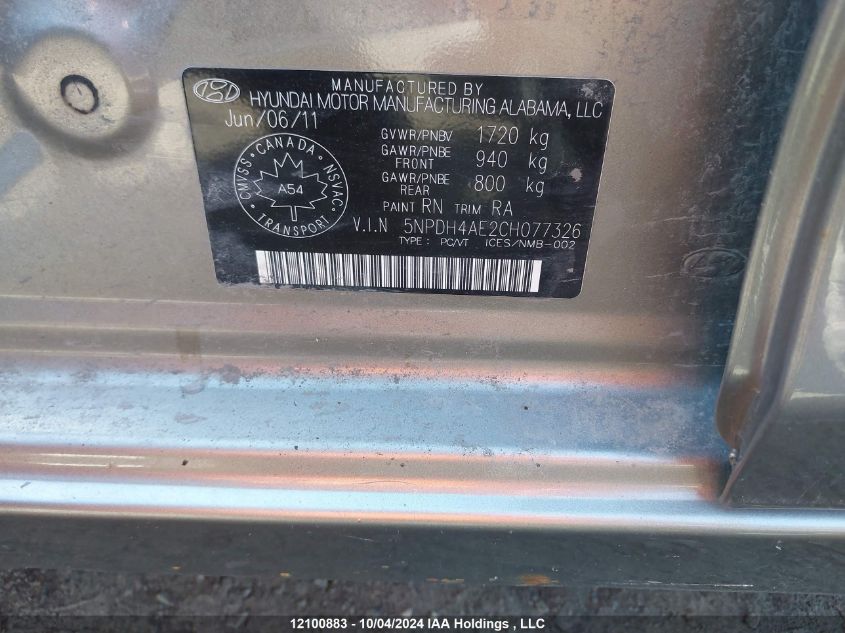 MANUFACTURED BY
HYUNDAI MOTOR MANUFACTURING ALABAMA, LLC
Jun/06/11
GVWR/PNBV 1720 kg
GAWR/PNBE FRONT 940 kg
GAWR/PNBE REAR 800 kg
CMVSS · CANADA · NSVAC · TRANSPORT ·
A54
PAINT RN TRIM RA
V.I.N 5NPDH4AE2CH077326
TYPE : PC/VT ICES/NMB-002
12100883 - 10/04/2024 IAA Holdings , LLC